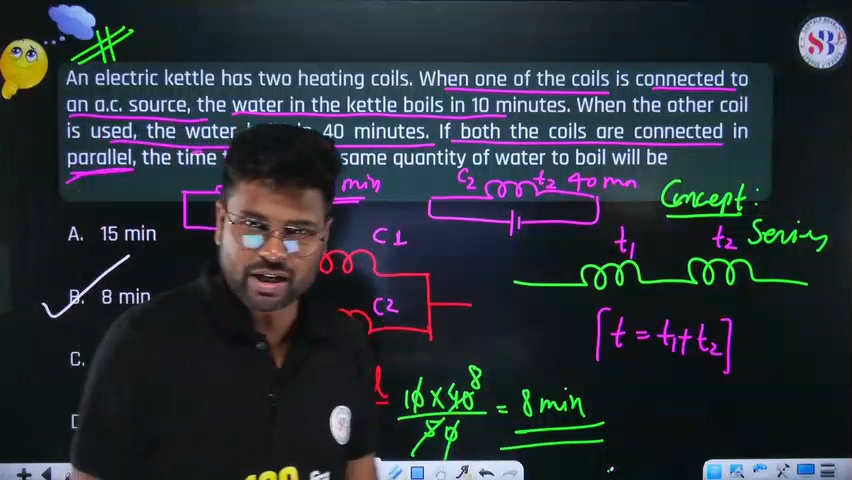 An electric kettle has two heating coils. When one of the coils is connected to
an a.c. source, the water in the kettle boils in 10 minutes. When the other coil
is used, the water in 40 minutes. If both the coils are connected in
parallel, the time same quantity of water to boil will be
min
C2 t2 40 min
Concept:
Series
A. 15 min
C1
t1 t2
B. 8 min
C2
[t = t1+t2]
C.
l
10 × 40 8
= 8 min
50
SB